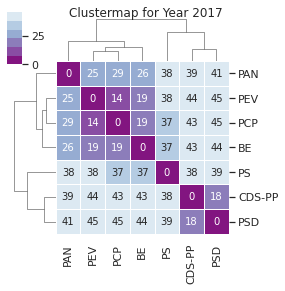 Clustermap for Year 2017
25
0
0 25 29 26 38 39 41 PAN
25 0 14 19 38 44 45 PEV
29 14 0 19 37 43 45 PCP
26 19 19 0 37 43 44 BE
38 38 37 37 0 38 39 PS
39 44 43 43 38 0 18 CDS-PP
41 45 45 44 39 18 0 PSD
PAN PEV PCP BE PS CDS-PP PSD